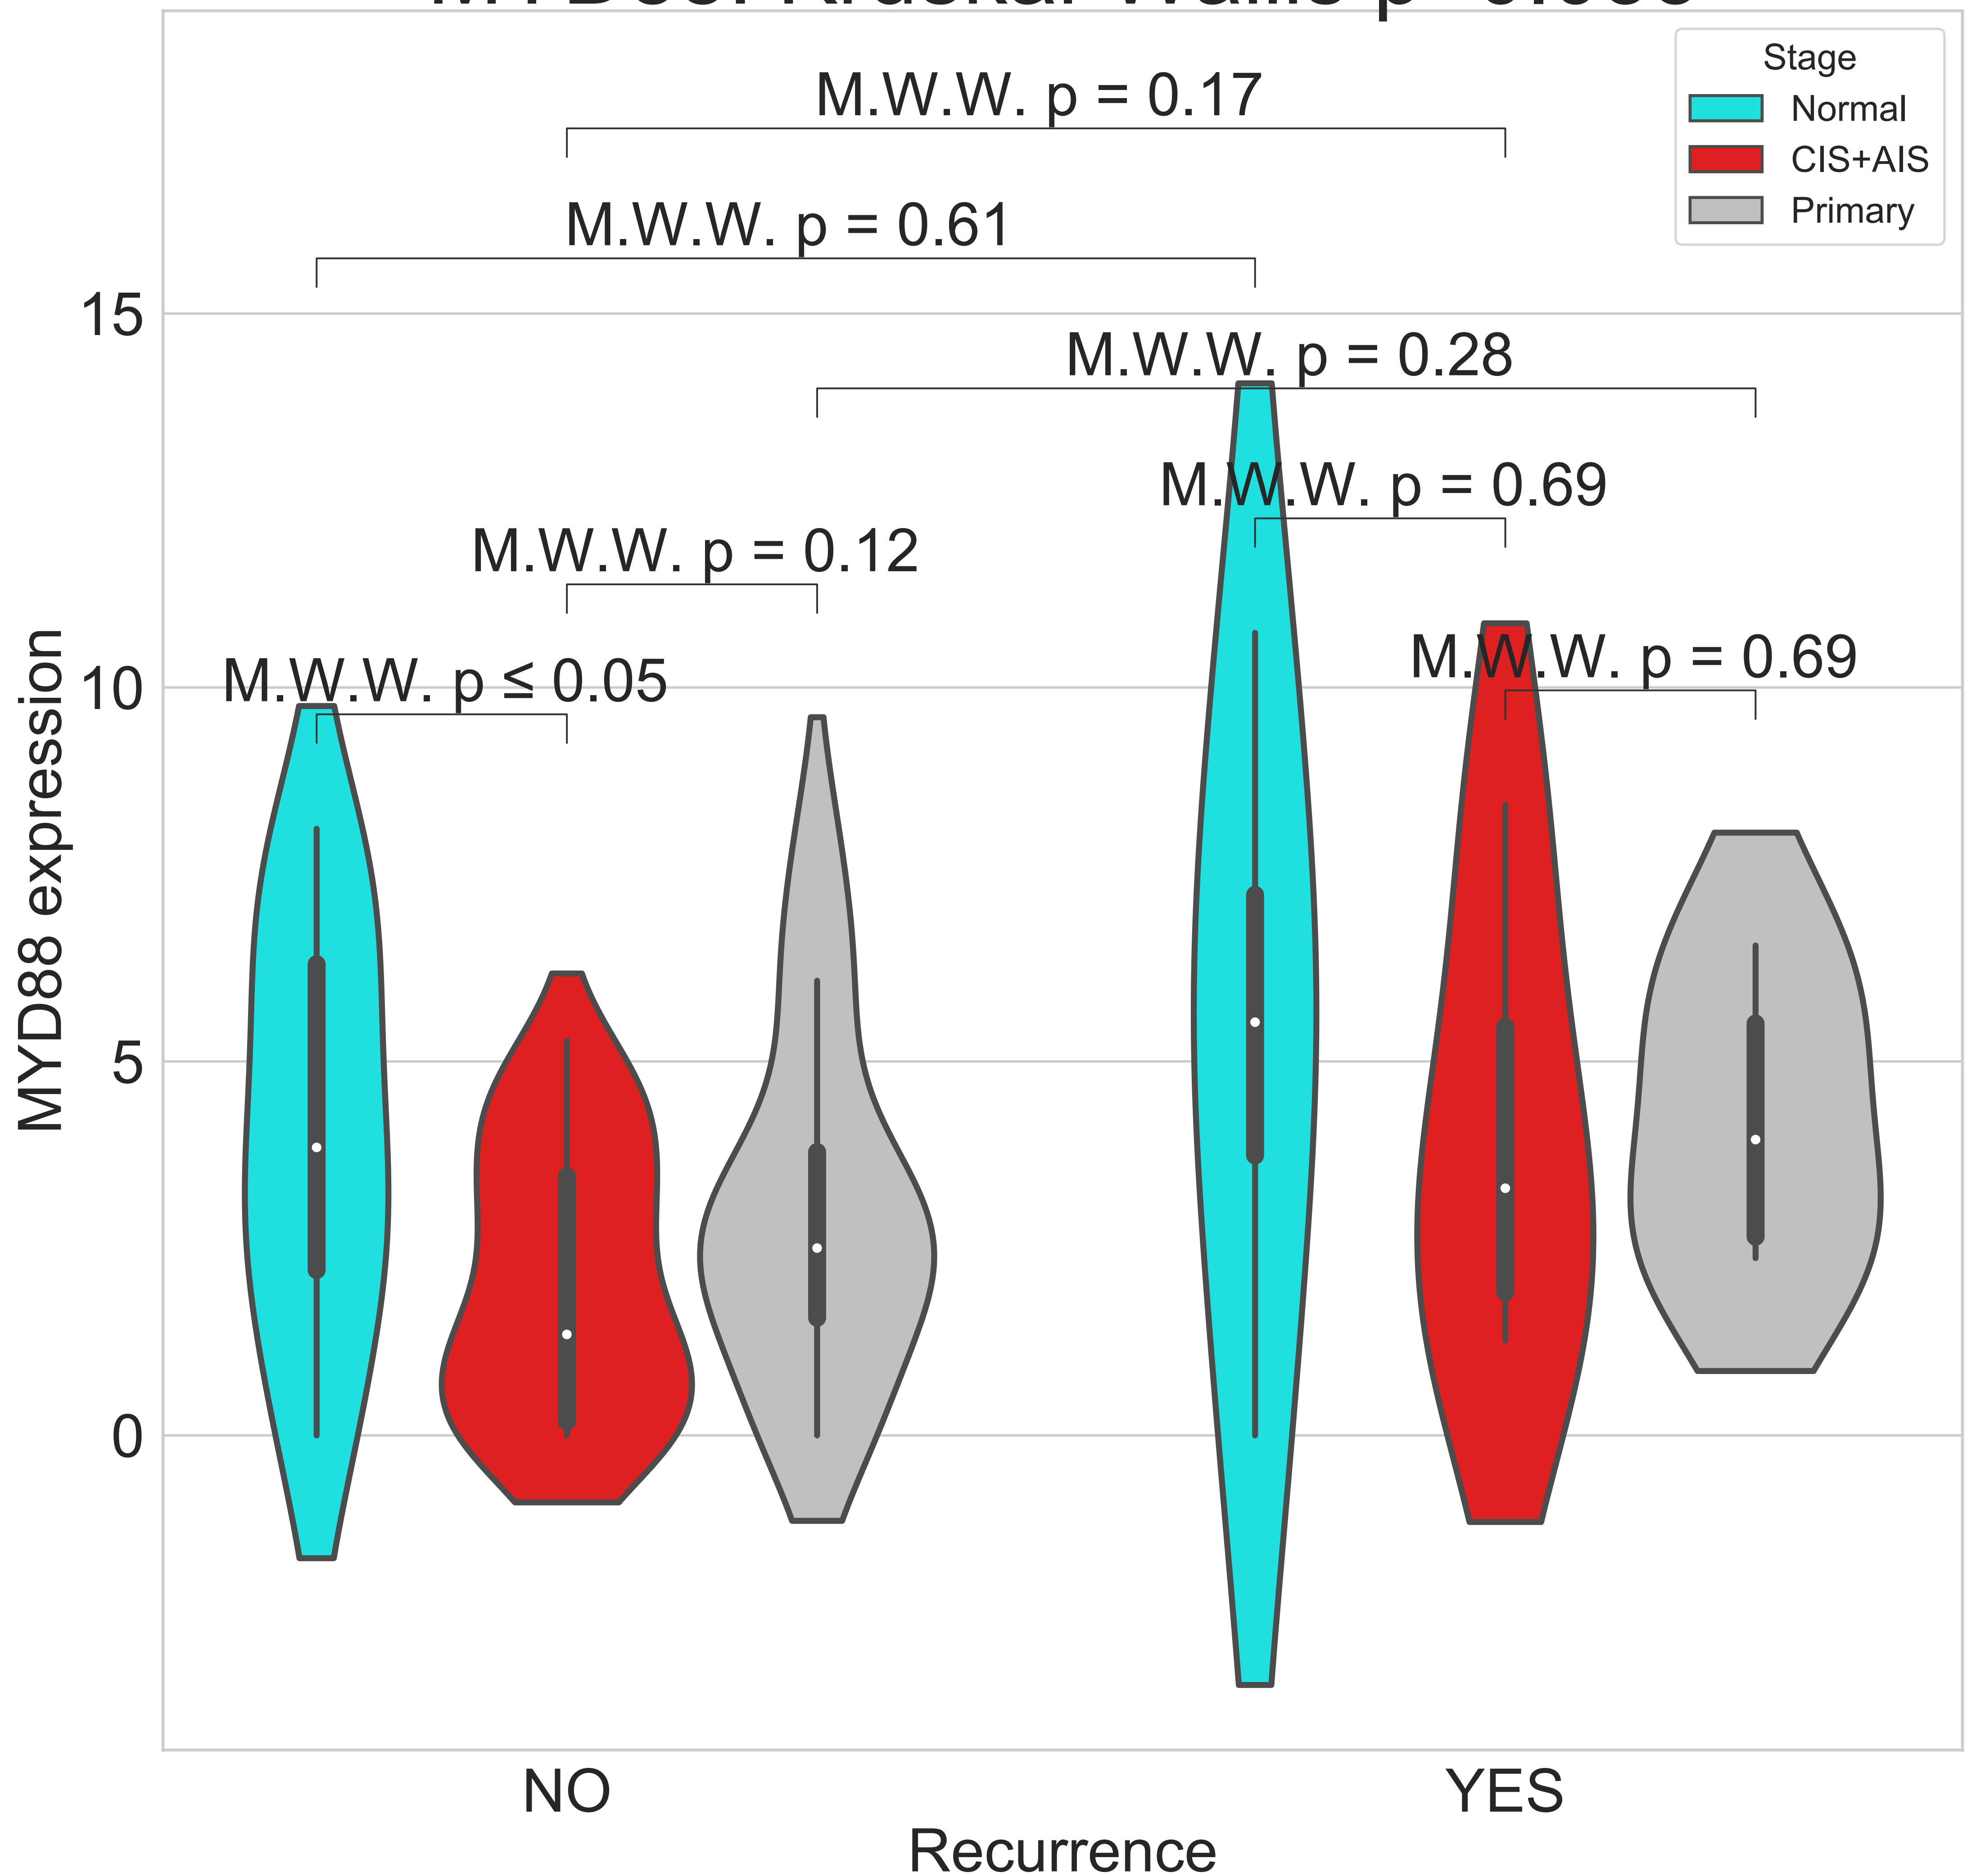 Stage
Normal
CIS+AIS
Primary
M.W.W. p = 0.17
M.W.W. p = 0.61
M.W.W. p = 0.28
M.W.W. p = 0.69
M.W.W. p = 0.12
M.W.W. p = 0.69
M.W.W. p ≤ 0.05
15
10
5
0
MYD88 expression
NO
YES
Recurrence